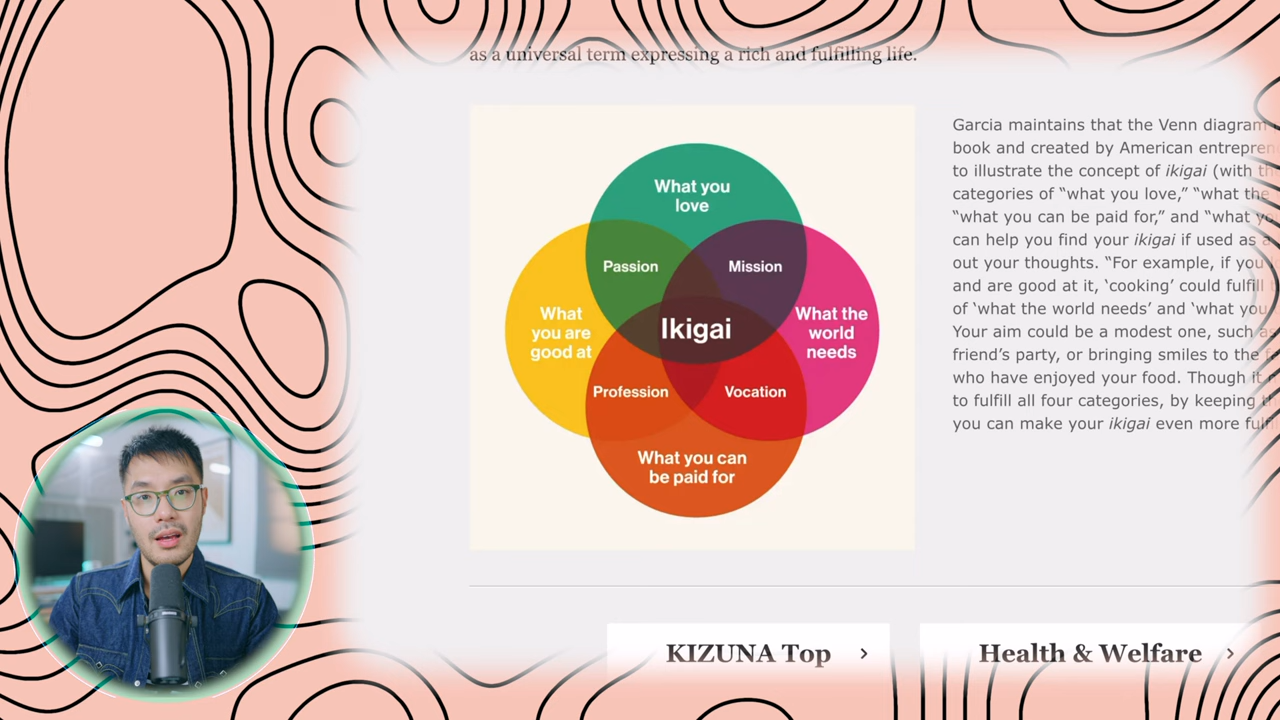 as a universal term expressing a rich and fulfilling life.
What you
love
Passion
Mission
What
you are
good at
Ikigai
What the
world
needs
Profession
Vocation
What you can
be paid for
Garcia maintains that the Venn diagram
book and created by American
to illustrate the concept of ikigai (with
categories of “what you love,” “what the
“what you can be paid for,” and “what
can help you find your ikigai if used as
out your thoughts. “For example, if you
and are good at it, ‘cooking’ could fulfill
of ‘what the world needs’ and ‘what you
Your aim could be a modest one, such as
friend’s party, or bringing smiles to the
who have enjoyed your food. Though it
to fulfill all four categories, by keeping
you can make your ikigai even more
KIZUNA Top
Health & Welfare